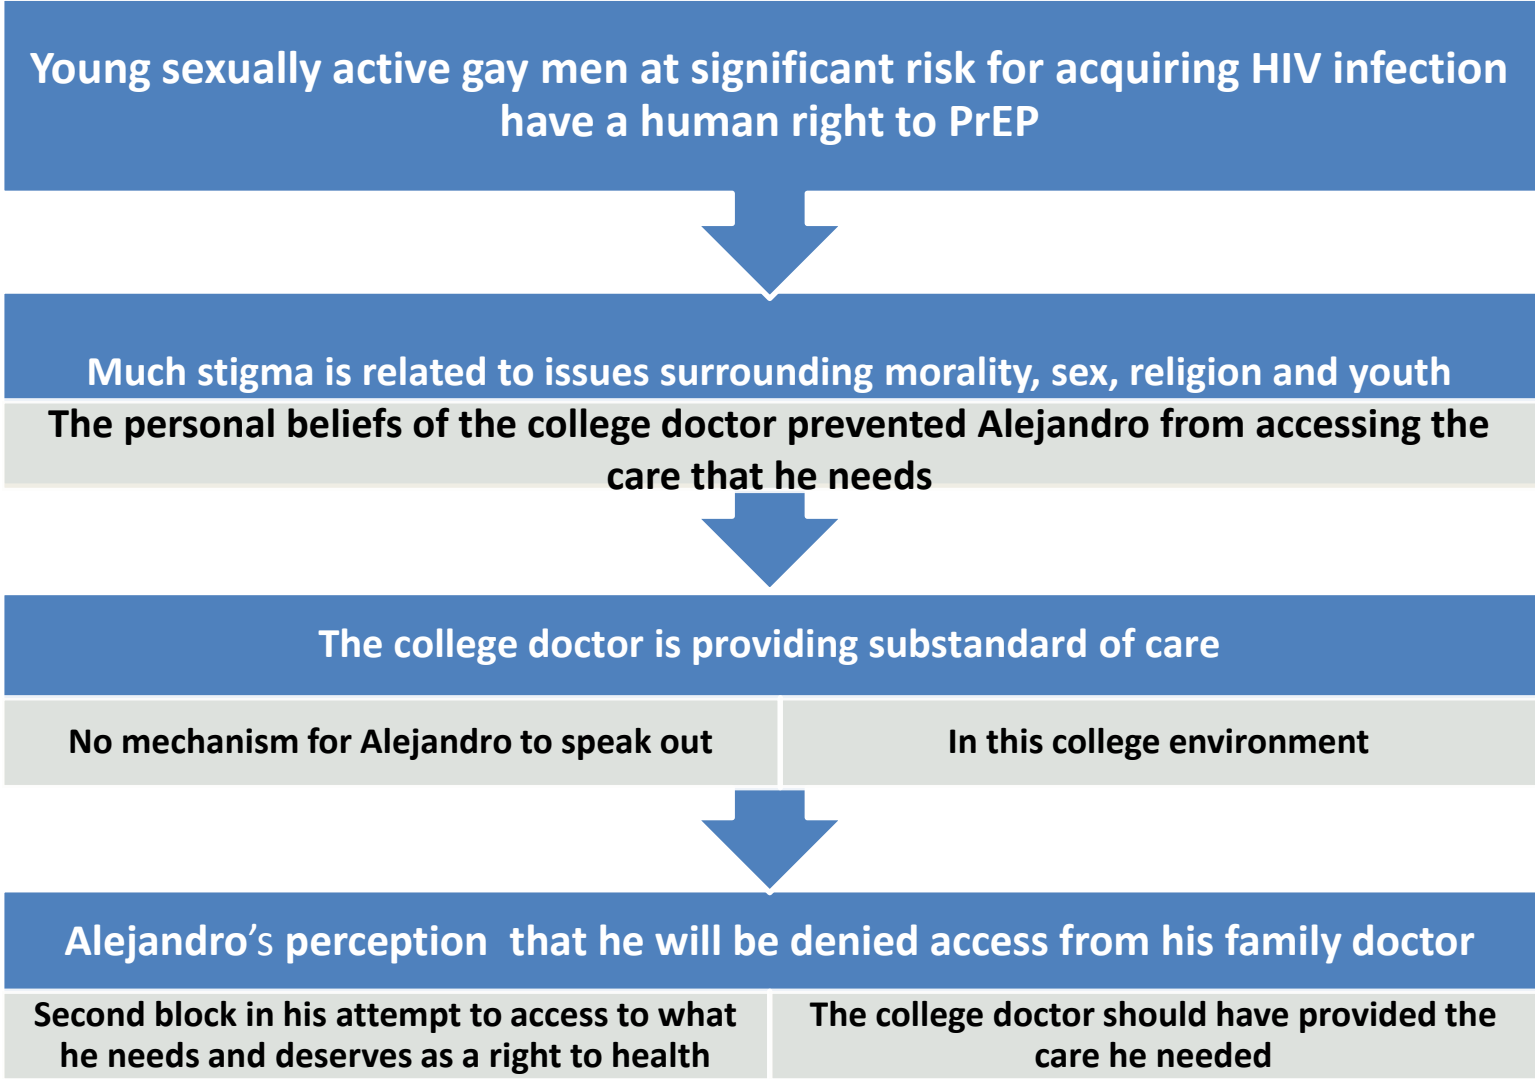 Young sexually active gay men at significant risk for acquiring HIV infection
have a human right to PrEP
Much stigma is related to issues surrounding morality, sex, religion and youth
The personal beliefs of the college doctor prevented Alejandro from accessing the
care that he needs
The college doctor is providing substandard of care
No mechanism for Alejandro to speak out
In this college environment
Alejandro’s perception  that he will be denied access from his family doctor
Second block in his attempt to access to what
he needs and deserves as a right to health
The college doctor should have provided the
care he needed